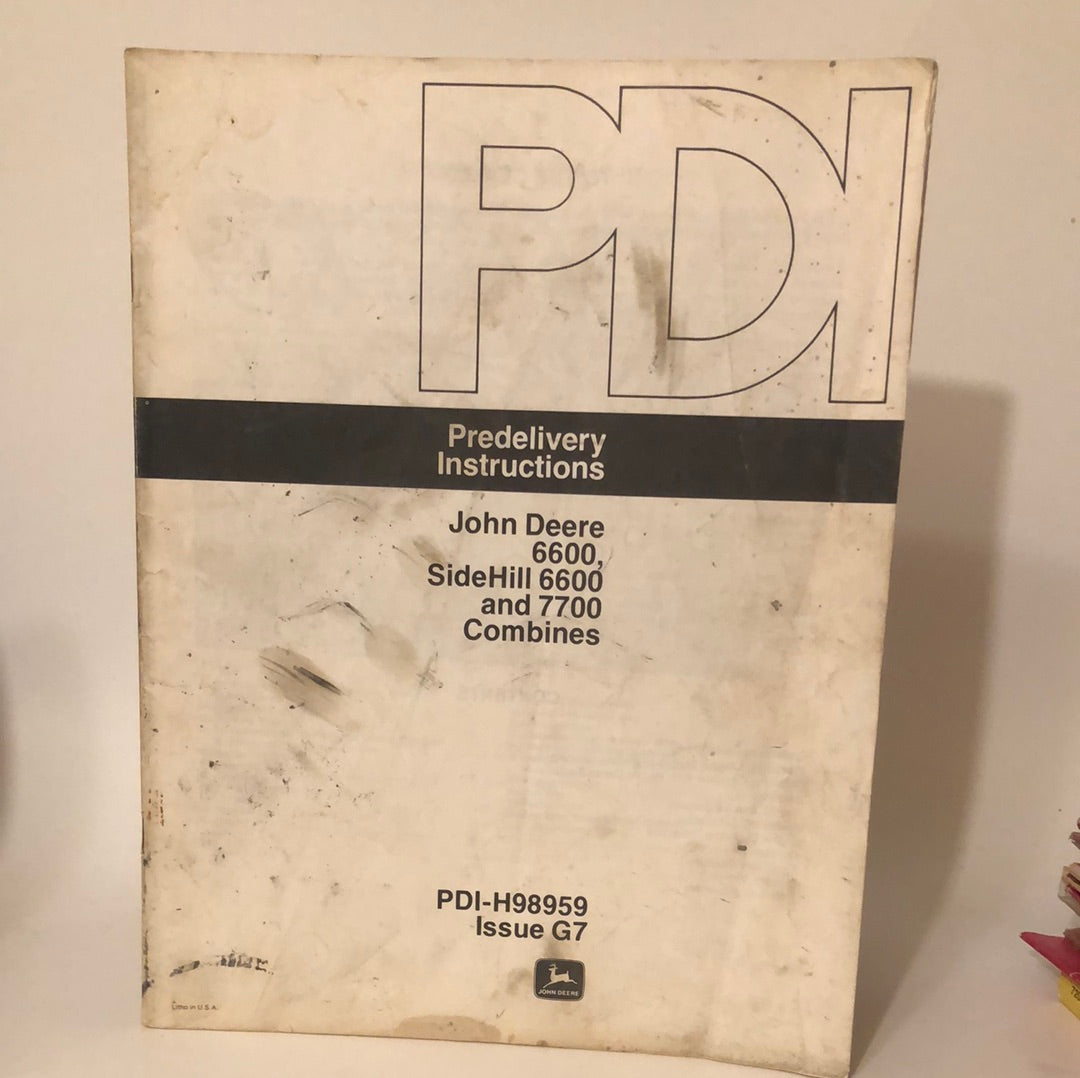 PDI
Predelivery
Instructions
John Deere
6600,
SideHill 6600
and 7700
Combines
PDI-H98959
Issue G7
JOHN DEERE
Litho in U.S.A.